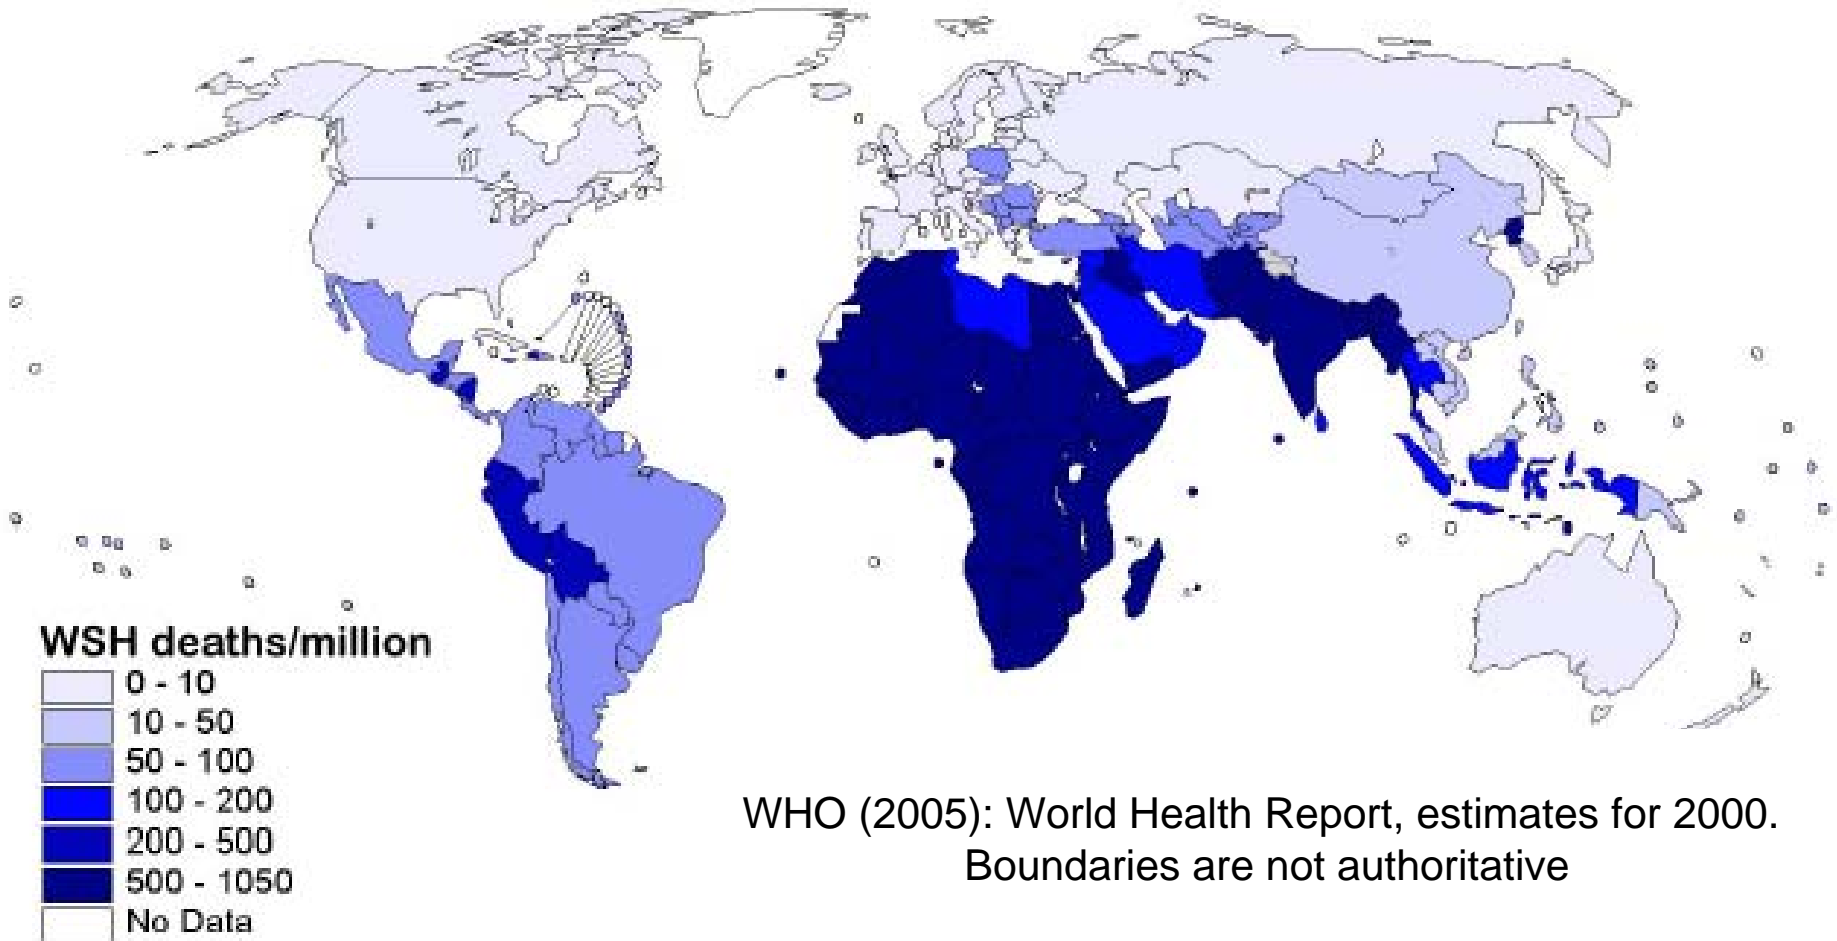 WSH deaths/million
0 - 10
10 - 50
50 - 100
100 - 200
200 - 500
500 - 1050
No Data
WHO (2005): World Health Report, estimates for 2000.
Boundaries are not authoritative